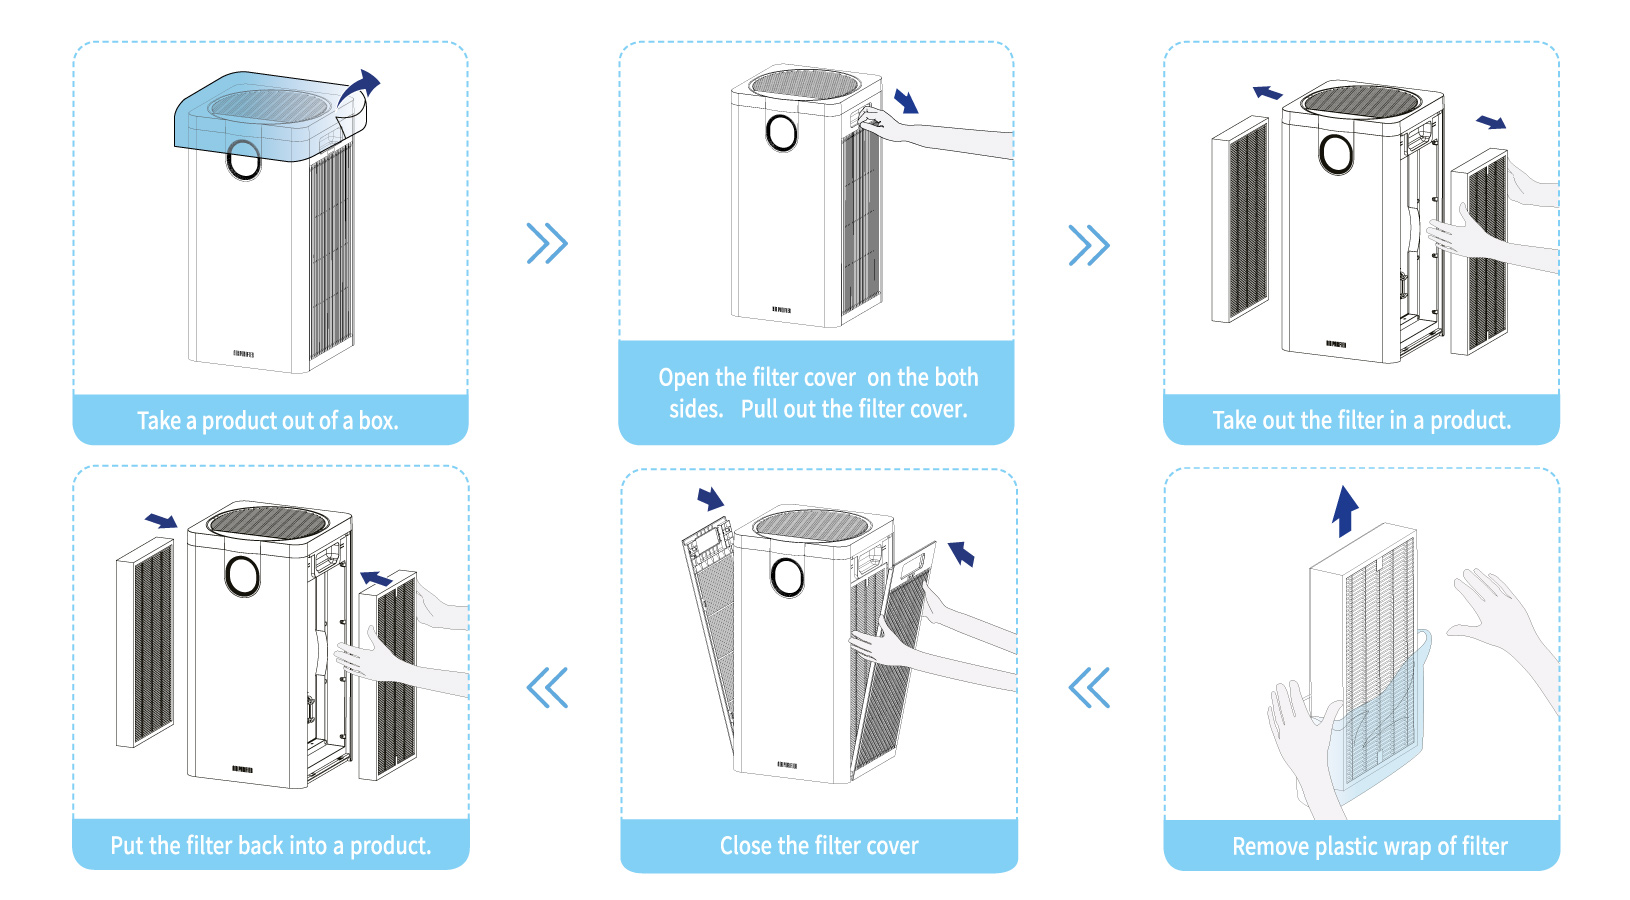 Take a product out of a box.
Open the filter cover on the both
sides. Pull out the filter cover.
Take out the filter in a product.
Put the filter back into a product.
Close the filter cover
Remove plastic wrap of filter